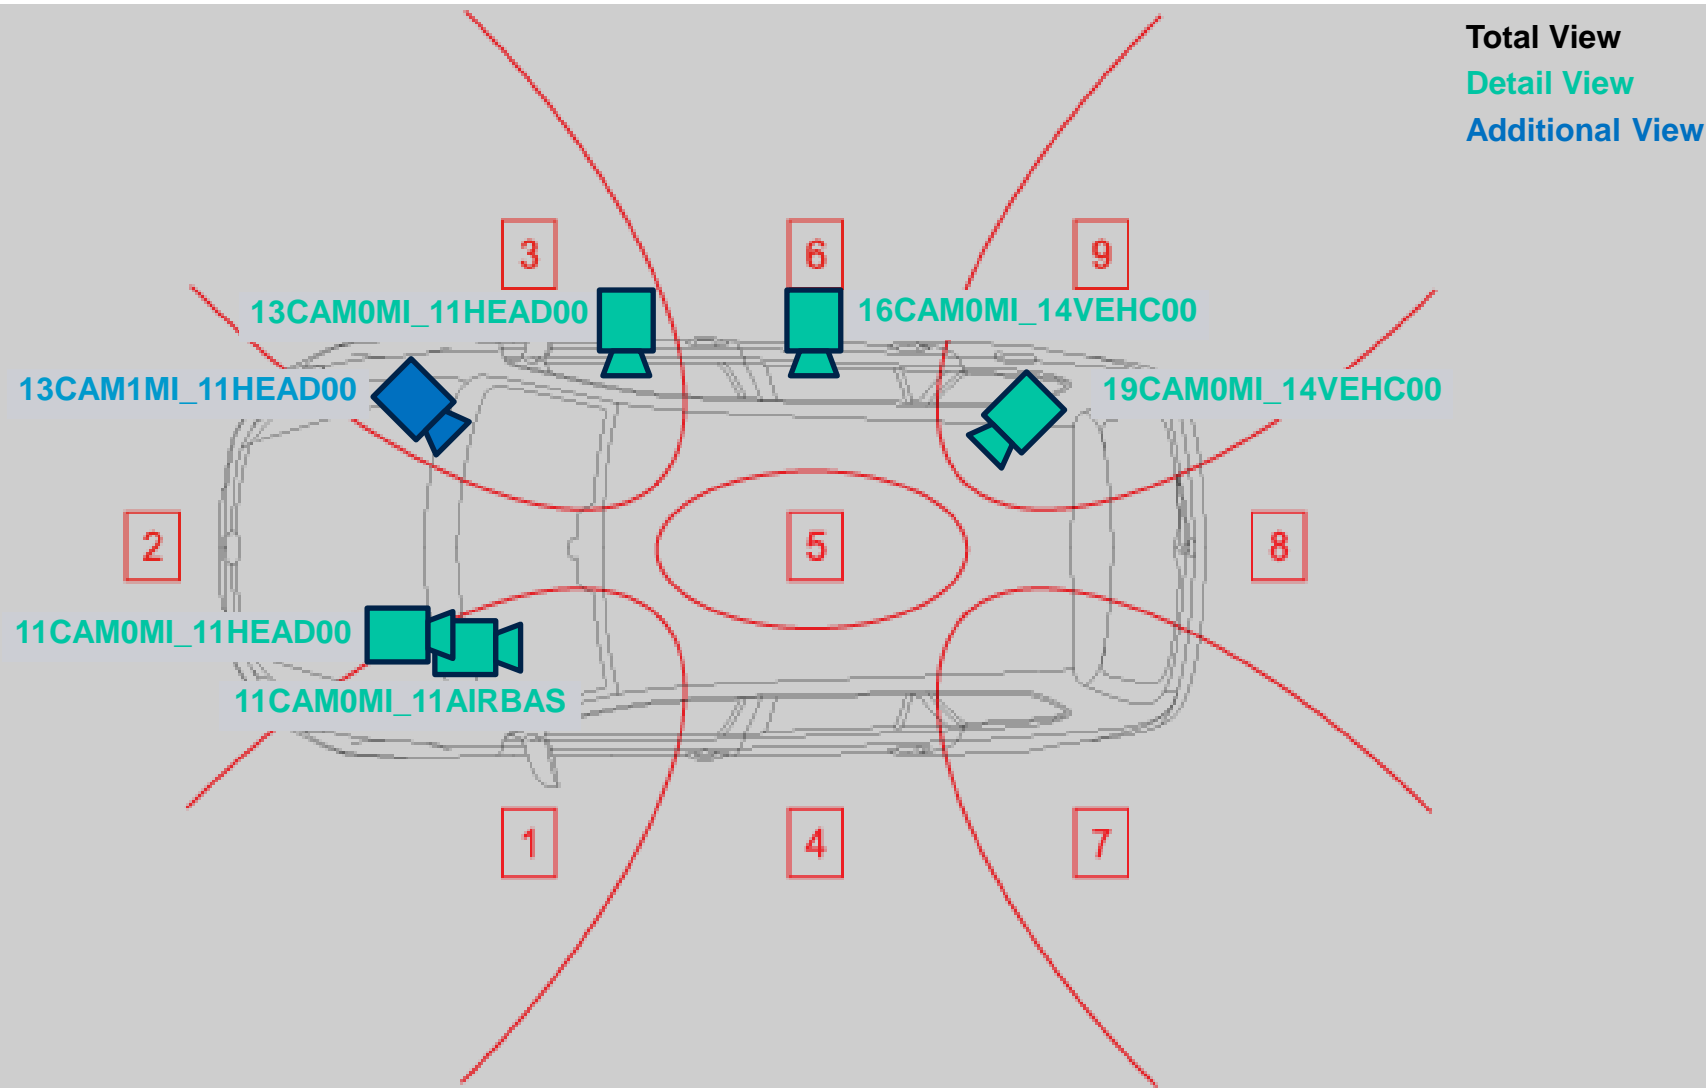 Total View
Detail View
Additional View
3
6
9
13CAM0MI_11HEAD00
16CAM0MI_14VEHC00
13CAM1MI_11HEAD00
19CAM0MI_14VEHC00
2
5
8
11CAM0MI_11HEAD00
11CAM0MI_11AIRBAS
1
4
7